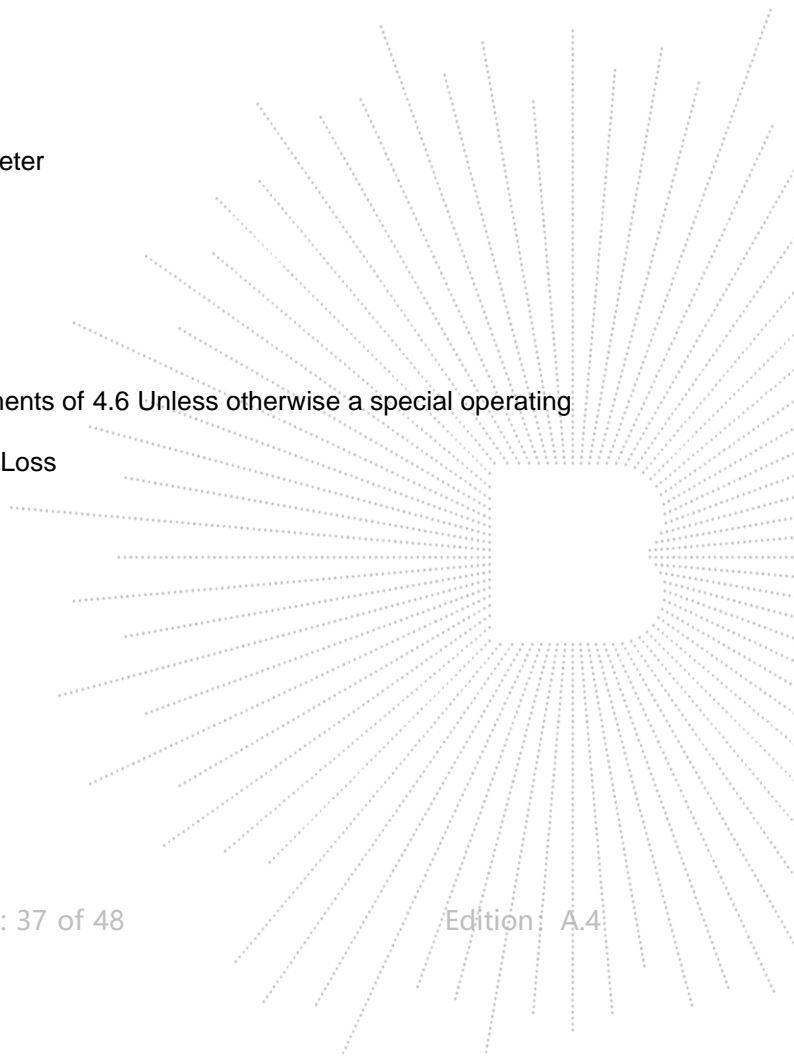 eter
nents of 4.6 Unless otherwise a special operating
Loss
: 37 of 48 Edition： A.4